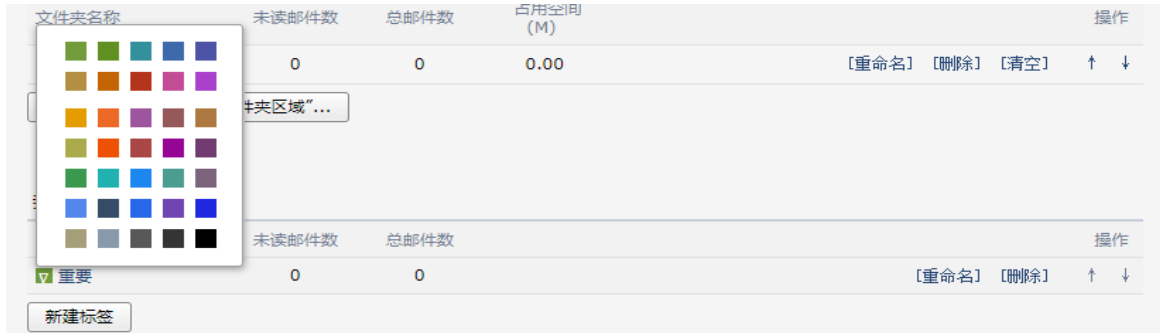 文件夹名称 未读邮件数 总邮件数 占用空间 操作
(M)
0 0 0.00 [重命名] [删除] [清空] ↑ ↓
夹区域"...
未读邮件数 总邮件数 操作
重要 0 0 [重命名] [删除] ↑ ↓
新建标签